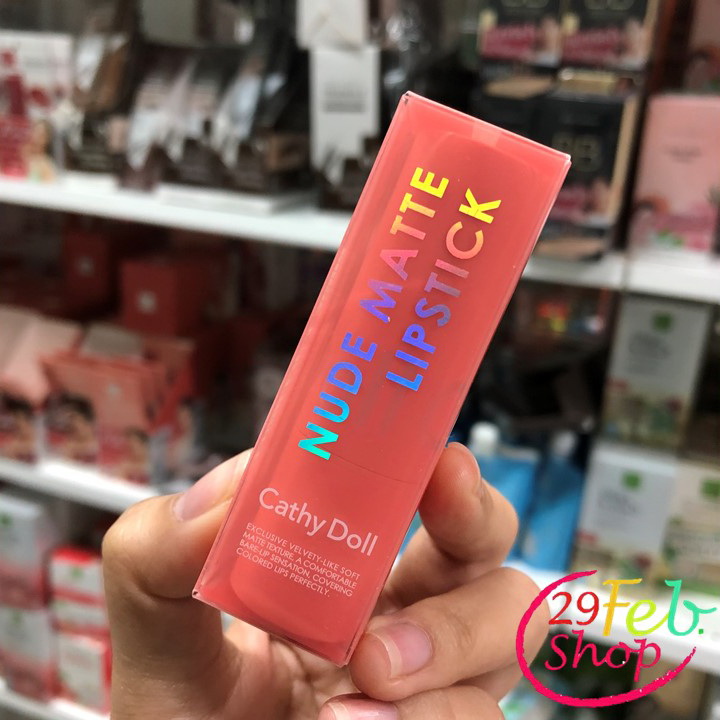 NUDE MATTE
LIPSTICK
Cathy Doll
EXCLUSIVE VELVETY-LIKE SOFT
MATTE TEXTURE. A COMFORTABLE
BARE-LIP SENSATION, COVERING
COLORED LIPS PERFECTLY.
29Feb.
Shop